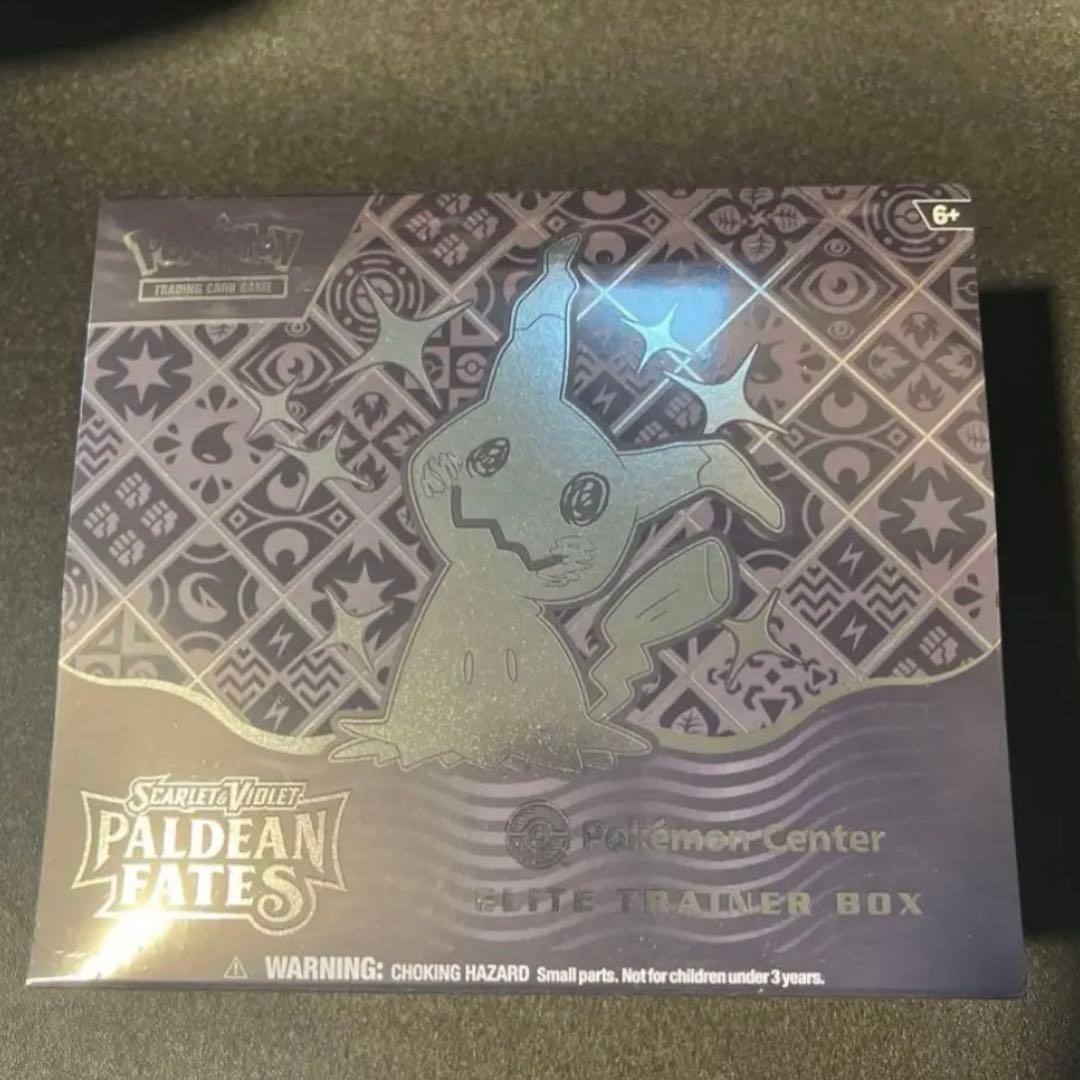 Pokémon
TRADING CARD GAME
6+
SCARLET & VIOLET
PALDEAN
FATES
Pokémon Center
ELITE TRAINER BOX
WARNING: CHOKING HAZARD Small parts. Not for children under 3 years.